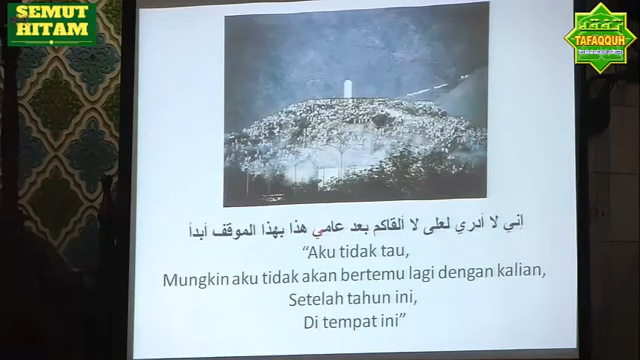 SEMUT
HITAM
TAFAQQUH
إني لا أدري لعلى لا ألقاكم بعد عامي هذا بهذا الموقف أبدأ
"Aku tidak tau,
Mungkin aku tidak akan bertemu lagi dengan kalian,
Setelah tahun ini,
Di tempat ini"